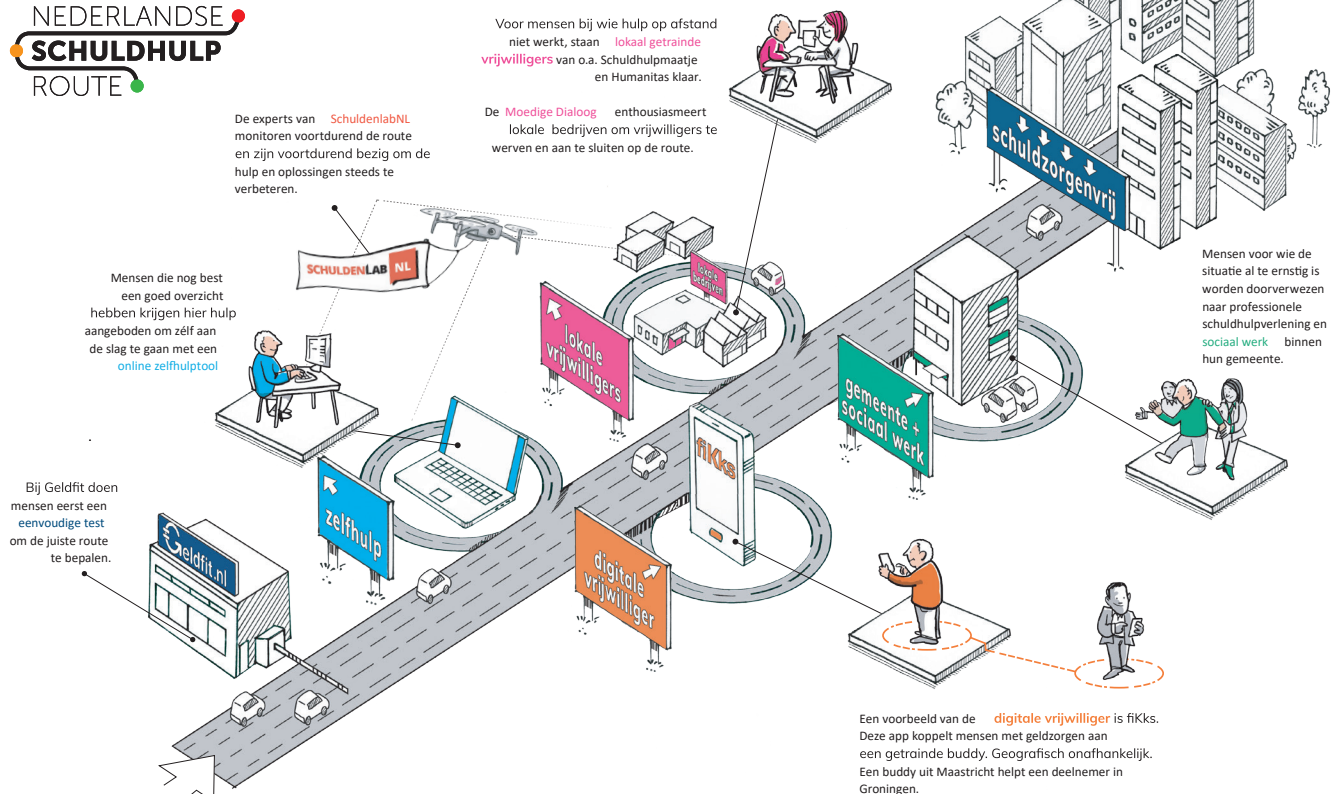 NEDERLANDSE
SCHULDHULP
ROUTE
Voor mensen bij wie hulp op afstand
niet werkt, staan lokaal getrainde
vrijwilligers van o.a. Schuldhulpmaatje
en Humanitas klaar.
De Moedige Dialoog enthousiasmeert
lokale bedrijven om vrijwilligers te
werven en aan te sluiten op de route.
De experts van SchuldenlabNL
monitoren voortdurend de route
en zijn voortdurend bezig om de
hulp en oplossingen steeds te
verbeteren.
schuldzorgenvrij
SCHULDENLAB NL
lokale
bedrijven
Mensen die nog best
een goed overzicht
hebben krijgen hier hulp
aangeboden om zélf aan
de slag te gaan met een
online zelfhulptool
Mensen voor wie de
situatie al te ernstig is
worden doorverwezen
naar professionele
schuldhulpverlening en
sociaal werk binnen
hun gemeente.
lokale
vrijwilligers
gemeente +
sociaal werk
fiKks
zelfhulp
Bij Geldfit doen
mensen eerst een
eenvoudige test
om de juiste route
te bepalen.
Geldfit.nl
digitale
vrijwilliger
Een voorbeeld van de digitale vrijwilliger is fiKks.
Deze app koppelt mensen met geldzorgen aan
een getrainde buddy. Geografisch onafhankelijk.
Een buddy uit Maastricht helpt een deelnemer in
Groningen.